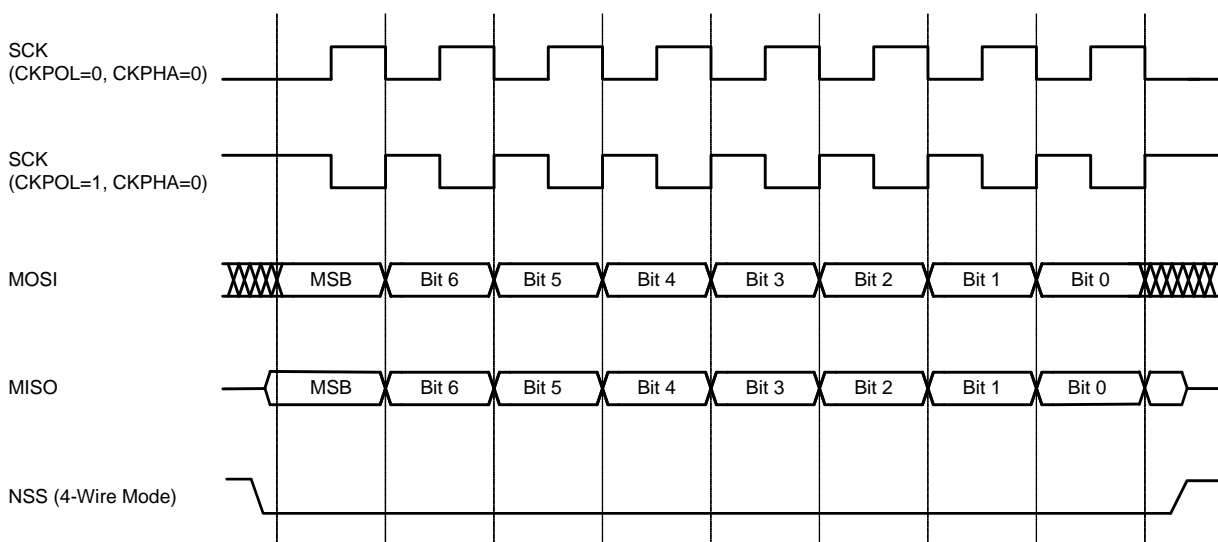 SCK
(CKPOL=0, CKPHA=0)
SCK
(CKPOL=1, CKPHA=0)
MOSI MSB Bit 6 Bit 5 Bit 4 Bit 3 Bit 2 Bit 1 Bit 0
MISO MSB Bit 6 Bit 5 Bit 4 Bit 3 Bit 2 Bit 1 Bit 0
NSS (4-Wire Mode)